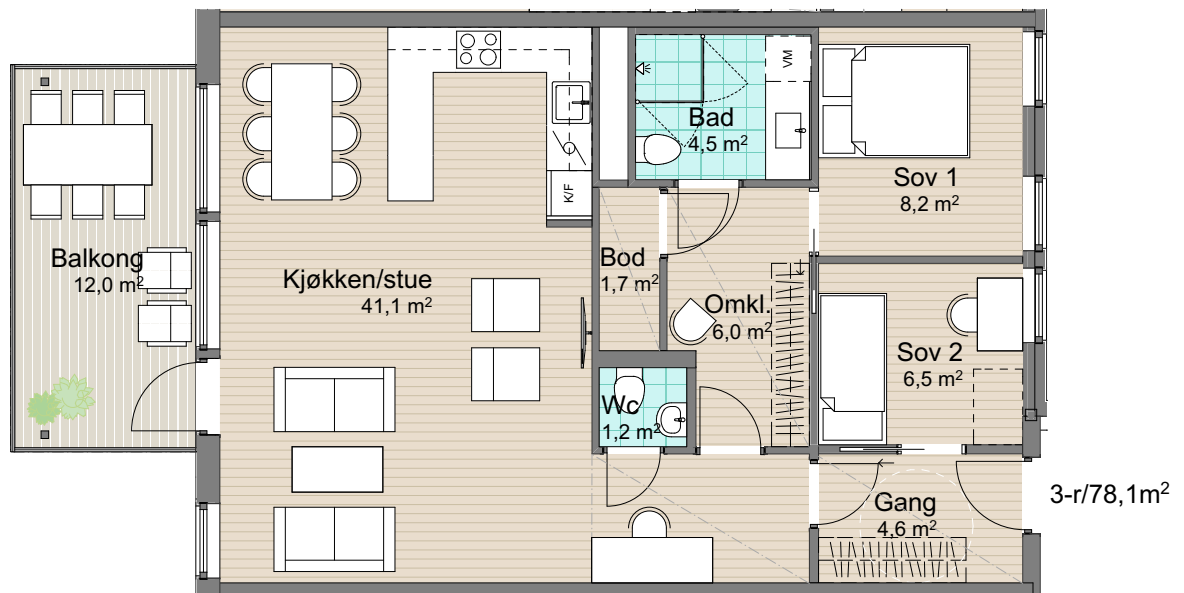 VM
Bad
4,5 m²
K/F
Sov 1
8,2 m²
Balkong
12,0 m²
Kjøkken/stue
41,1 m²
Bod
1,7 m²
Omkl.
6,0 m²
Sov 2
6,5 m²
Wc
1,2 m²
Gang
4,6 m²
3-r/78,1m²